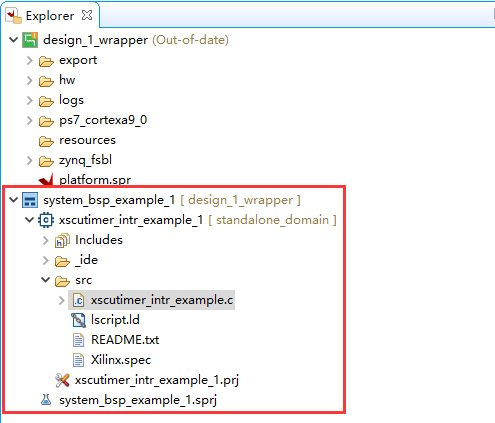 Explorer
design_1_wrapper (Out-of-date)
export
hw
logs
ps7_cortexa9_0
resources
zynq_fsbl
platform.spr
system_bsp_example_1 [ design_1_wrapper ]
xscutimer_intr_example_1 [ standalone_domain ]
Includes
_ide
src
xscutimer_intr_example.c
lscript.ld
README.txt
Xilinx.spec
xscutimer_intr_example_1.prj
system_bsp_example_1.sprj